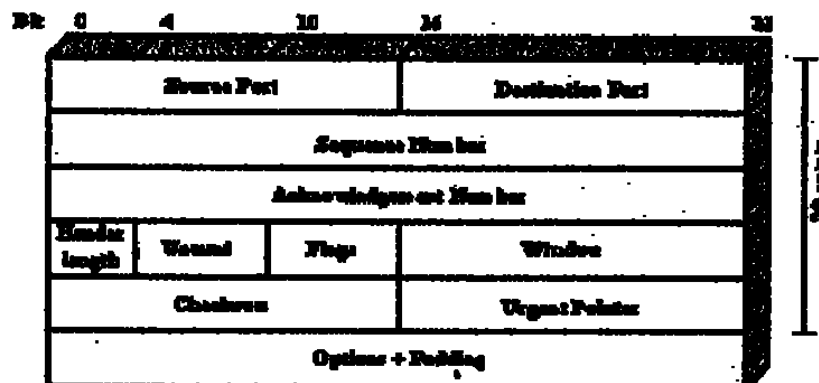 Bit 0 4 10 16 31
Source Port Destination Port
Sequence Number
Acknowledgement Number
Header
length
Unused Flags Window
Checksum Urgent Pointer
Options + Padding